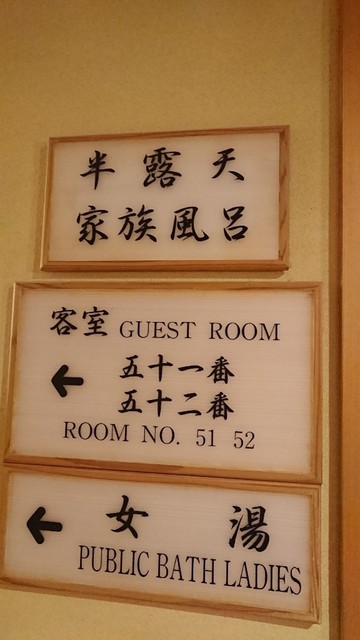 半露天
家族風呂
客室 GUEST ROOM
← 五十一番
五十二番
ROOM NO. 51 52
← 女湯
PUBLIC BATH LADIES